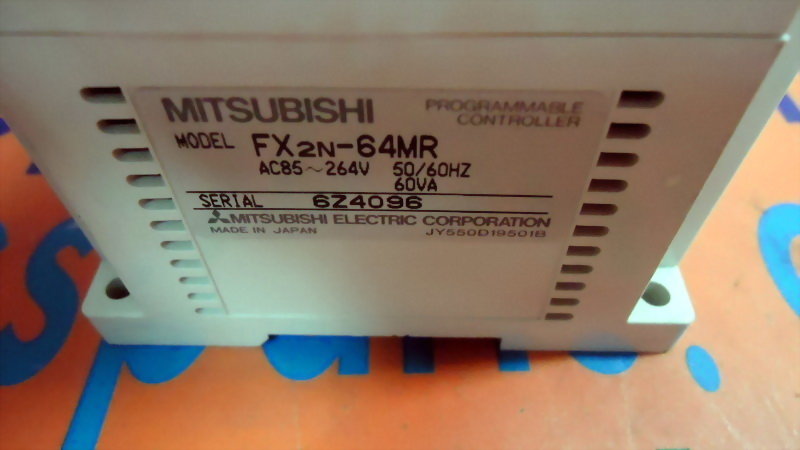 MITSUBISHI
PROGRAMMABLE
CONTROLLER
MODEL FX2N-64MR
AC85~264V 50/60HZ
60VA
SERIAL 6Z4096
MITSUBISHI ELECTRIC CORPORATION
MADE IN JAPAN JY550D19501B